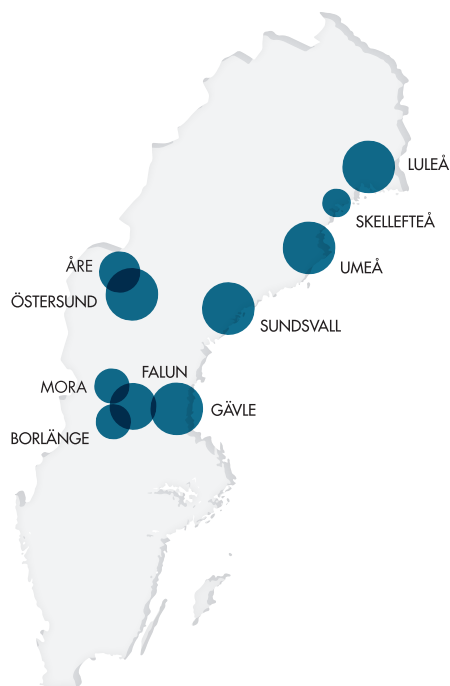 LULEÅ
SKELLEFTEÅ
UMEÅ
ÅRE
ÖSTERSUND
SUNDSVALL
FALUN
MORA
GÄVLE
BORLÄNGE